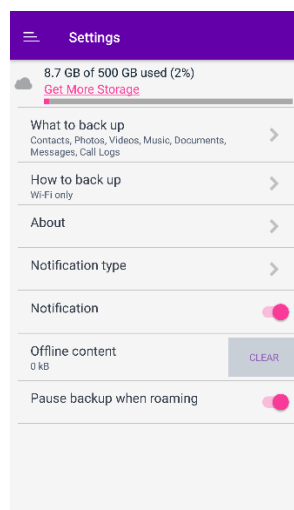 Settings
8.7 GB of 500 GB used (2%)
Get More Storage
What to back up
Contacts, Photos, Videos, Music, Documents,
Messages, Call Logs
How to back up
Wi-Fi only
About
Notification type
Notification
Offline content
0 kB
CLEAR
Pause backup when roaming